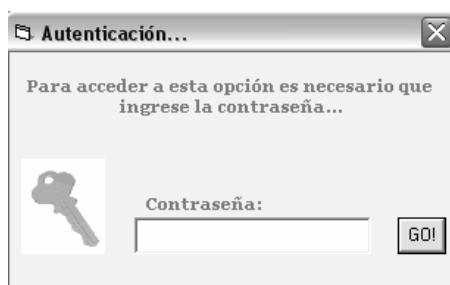 Autenticación...
Para acceder a esta opción es necesario que
ingrese la contraseña...
Contraseña:
GO!